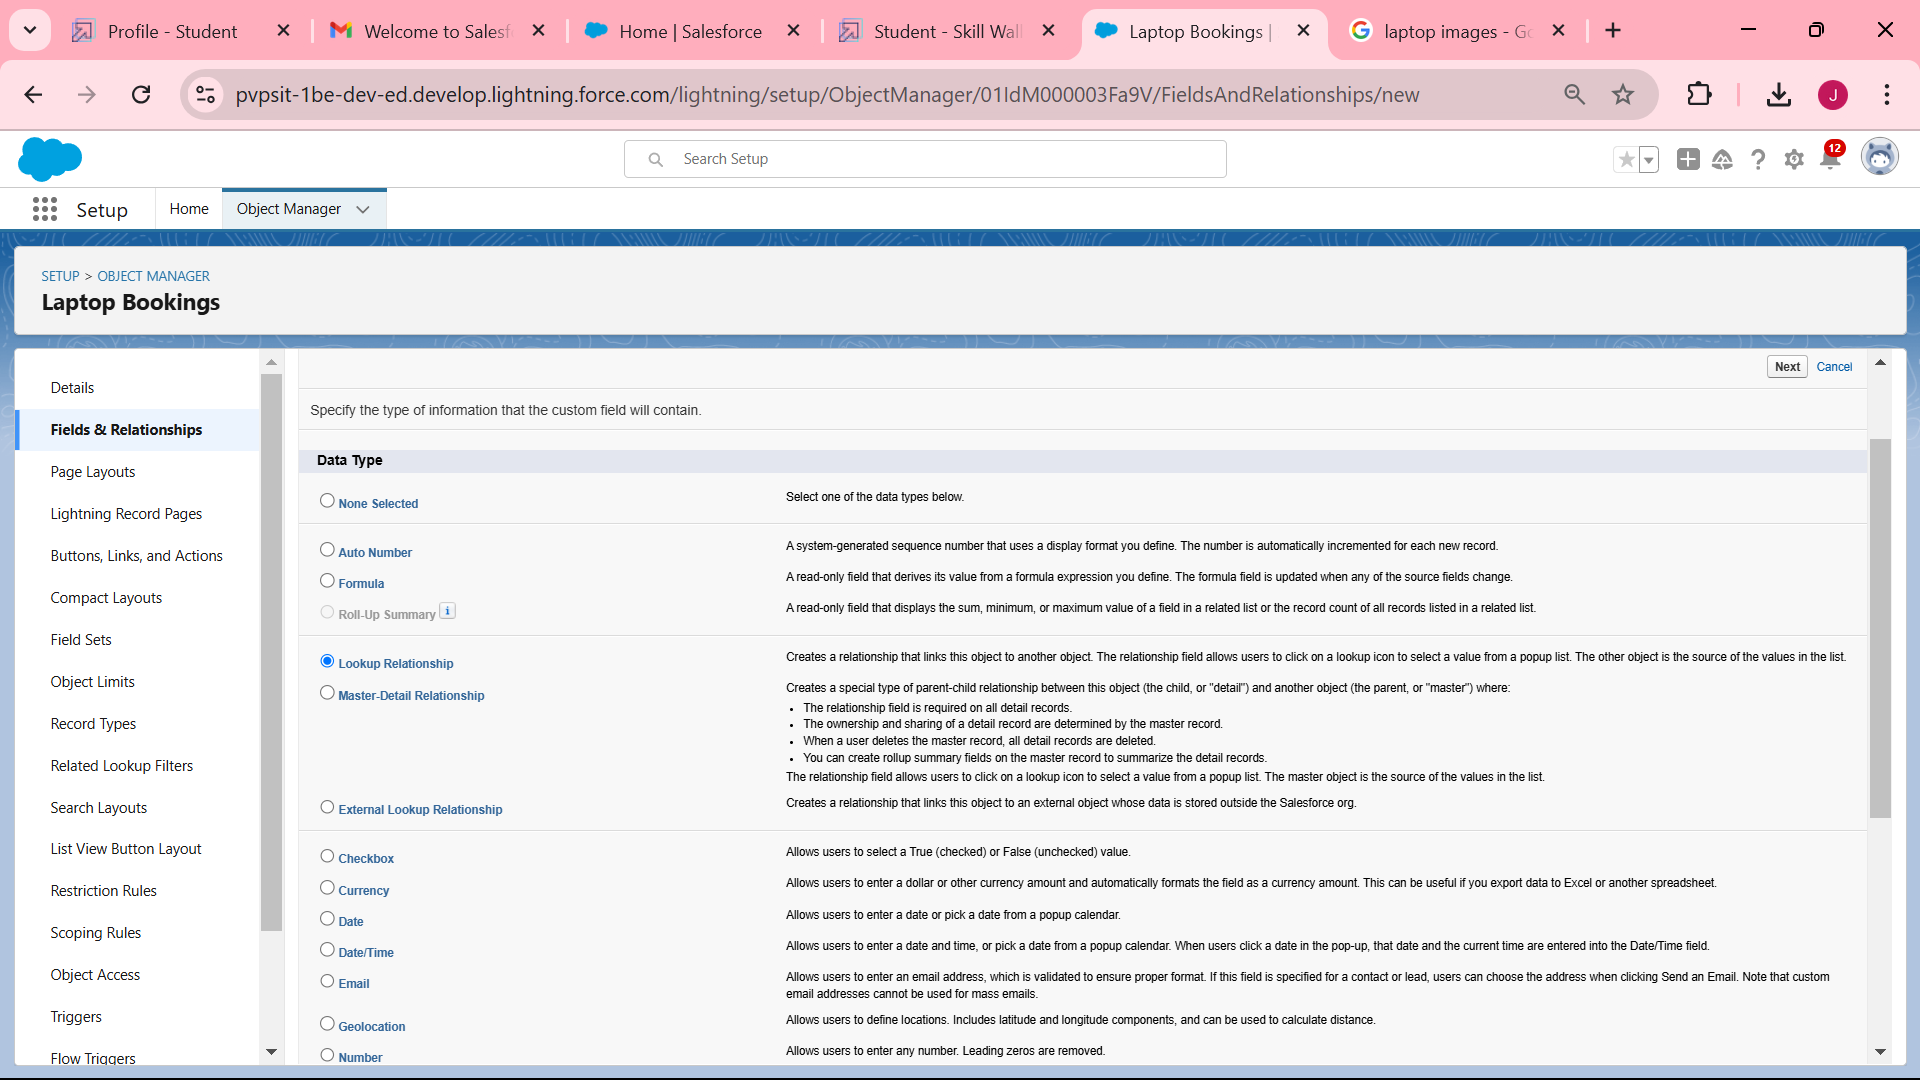 Profile - Student
Welcome to Salesf
Home | Salesforce
Student - Skill Wall
Laptop Bookings |
laptop images - Go
pvpsit-1be-dev-ed.develop.lightning.force.com/lightning/setup/ObjectManager/01IdM000003Fa9V/FieldsAndRelationships/new
J
Search Setup
12
Setup
Home
Object Manager
SETUP > OBJECT MANAGER
Laptop Bookings
Details
Fields & Relationships
Page Layouts
Lightning Record Pages
Buttons, Links, and Actions
Compact Layouts
Field Sets
Object Limits
Record Types
Related Lookup Filters
Search Layouts
List View Button Layout
Restriction Rules
Scoping Rules
Object Access
Triggers
Flow Triggers
Next Cancel
Specify the type of information that the custom field will contain.
Data Type
None Selected
Select one of the data types below.
Auto Number
A system-generated sequence number that uses a display format you define. The number is automatically incremented for each new record.
Formula
A read-only field that derives its value from a formula expression you define. The formula field is updated when any of the source fields change.
Roll-Up Summary i
A read-only field that displays the sum, minimum, or maximum value of a field in a related list or the record count of all records listed in a related list.
Lookup Relationship
Creates a relationship that links this object to another object. The relationship field allows users to click on a lookup icon to select a value from a popup list. The other object is the source of the values in the list.
Master-Detail Relationship
Creates a special type of parent-child relationship between this object (the child, or "detail") and another object (the parent, or "master") where:
• The relationship field is required on all detail records.
• The ownership and sharing of a detail record are determined by the master record.
• When a user deletes the master record, all detail records are deleted.
• You can create rollup summary fields on the master record to summarize the detail records.
The relationship field allows users to click on a lookup icon to select a value from a popup list. The master object is the source of the values in the list.
External Lookup Relationship
Creates a relationship that links this object to an external object whose data is stored outside the Salesforce org.
Checkbox
Allows users to select a True (checked) or False (unchecked) value.
Currency
Allows users to enter a dollar or other currency amount and automatically formats the field as a currency amount. This can be useful if you export data to Excel or another spreadsheet.
Date
Allows users to enter a date or pick a date from a popup calendar.
Date/Time
Allows users to enter a date and time, or pick a date from a popup calendar. When users click a date in the pop-up, that date and the current time are entered into the Date/Time field.
Email
Allows users to enter an email address, which is validated to ensure proper format. If this field is specified for a contact or lead, users can choose the address when clicking Send an Email. Note that custom
email addresses cannot be used for mass emails.
Geolocation
Allows users to define locations. Includes latitude and longitude components, and can be used to calculate distance.
Number
Allows users to enter any number. Leading zeros are removed.